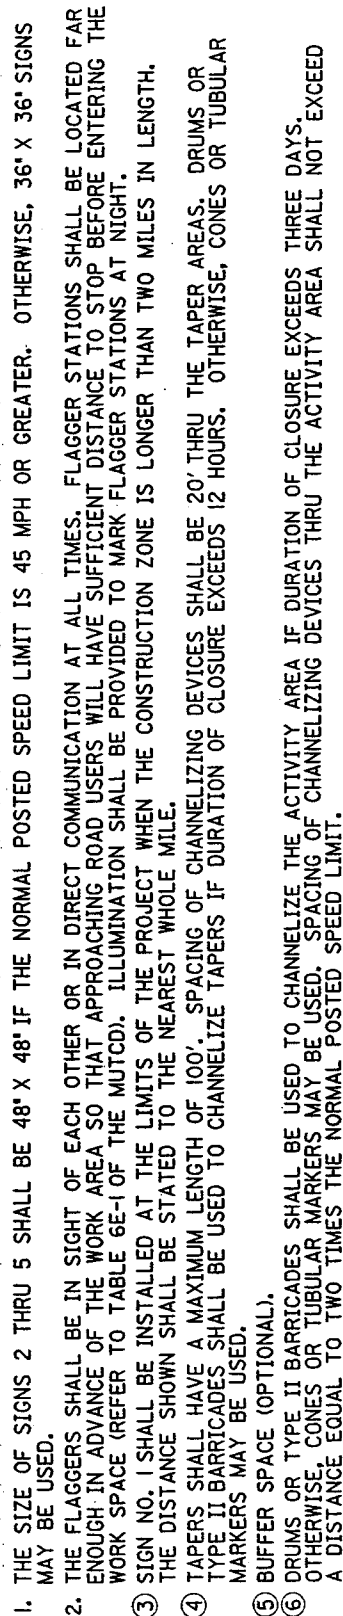 1. THE SIZE OF SIGNS 2 THRU 5 SHALL BE 48" X 48" IF THE NORMAL POSTED SPEED LIMIT IS 45 MPH OR GREATER. OTHERWISE, 36" X 36" SIGNS
MAY BE USED.
2. THE FLAGGERS SHALL BE IN SIGHT OF EACH OTHER OR IN DIRECT COMMUNICATION AT ALL TIMES. FLAGGER STATIONS SHALL BE LOCATED FAR
ENOUGH IN ADVANCE OF THE WORK AREA SO THAT APPROACHING ROAD USERS WILL HAVE SUFFICIENT DISTANCE TO STOP BEFORE ENTERING THE
WORK SPACE (REFER TO TABLE 6E-1 OF THE MUTCD). ILLUMINATION SHALL BE PROVIDED TO MARK FLAGGER STATIONS AT NIGHT.
③ SIGN NO. 1 SHALL BE INSTALLED AT THE LIMITS OF THE PROJECT WHEN THE CONSTRUCTION ZONE IS LONGER THAN TWO MILES IN LENGTH.
THE DISTANCE SHOWN SHALL BE STATED TO THE NEAREST WHOLE MILE.
④ TAPERS SHALL HAVE A MAXIMUM LENGTH OF 100'. SPACING OF CHANNELIZING DEVICES SHALL BE 20' THRU THE TAPER AREAS. DRUMS OR
TYPE II BARRICADES SHALL BE USED TO CHANNELIZE TAPERS IF DURATION OF CLOSURE EXCEEDS 12 HOURS. OTHERWISE, CONES OR TUBULAR
MARKERS MAY BE USED.
⑤ BUFFER SPACE (OPTIONAL).
⑥ DRUMS OR TYPE II BARRICADES SHALL BE USED TO CHANNELIZE THE ACTIVITY AREA IF DURATION OF CLOSURE EXCEEDS THREE DAYS.
OTHERWISE, CONES OR TUBULAR MARKERS MAY BE USED. SPACING OF CHANNELIZING DEVICES THRU THE ACTIVITY AREA SHALL NOT EXCEED
A DISTANCE EQUAL TO TWO TIMES THE NORMAL POSTED SPEED LIMIT.